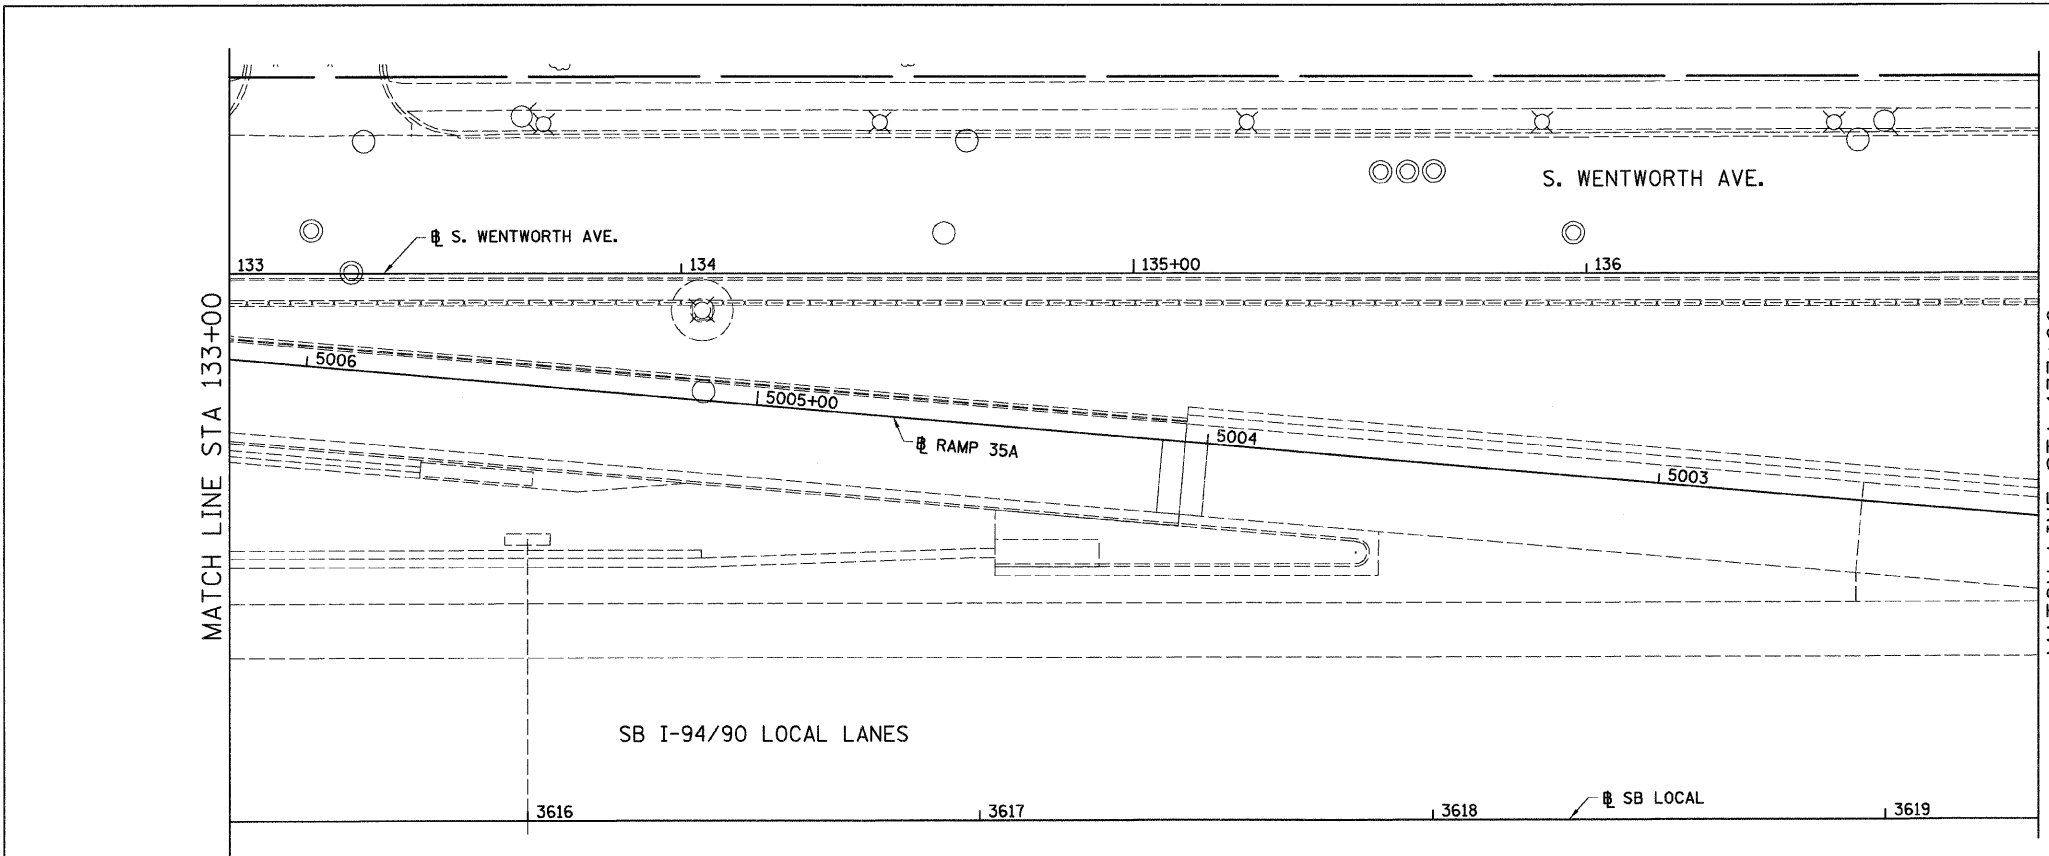 S. WENTWORTH AVE.
℄ S. WENTWORTH AVE.
133
134
135+00
136
MATCH LINE STA 133+00
5006
5005+00
5004
5003
℄ RAMP 35A
SB I-94/90 LOCAL LANES
3616
3617
3618
3619
℄ SB LOCAL